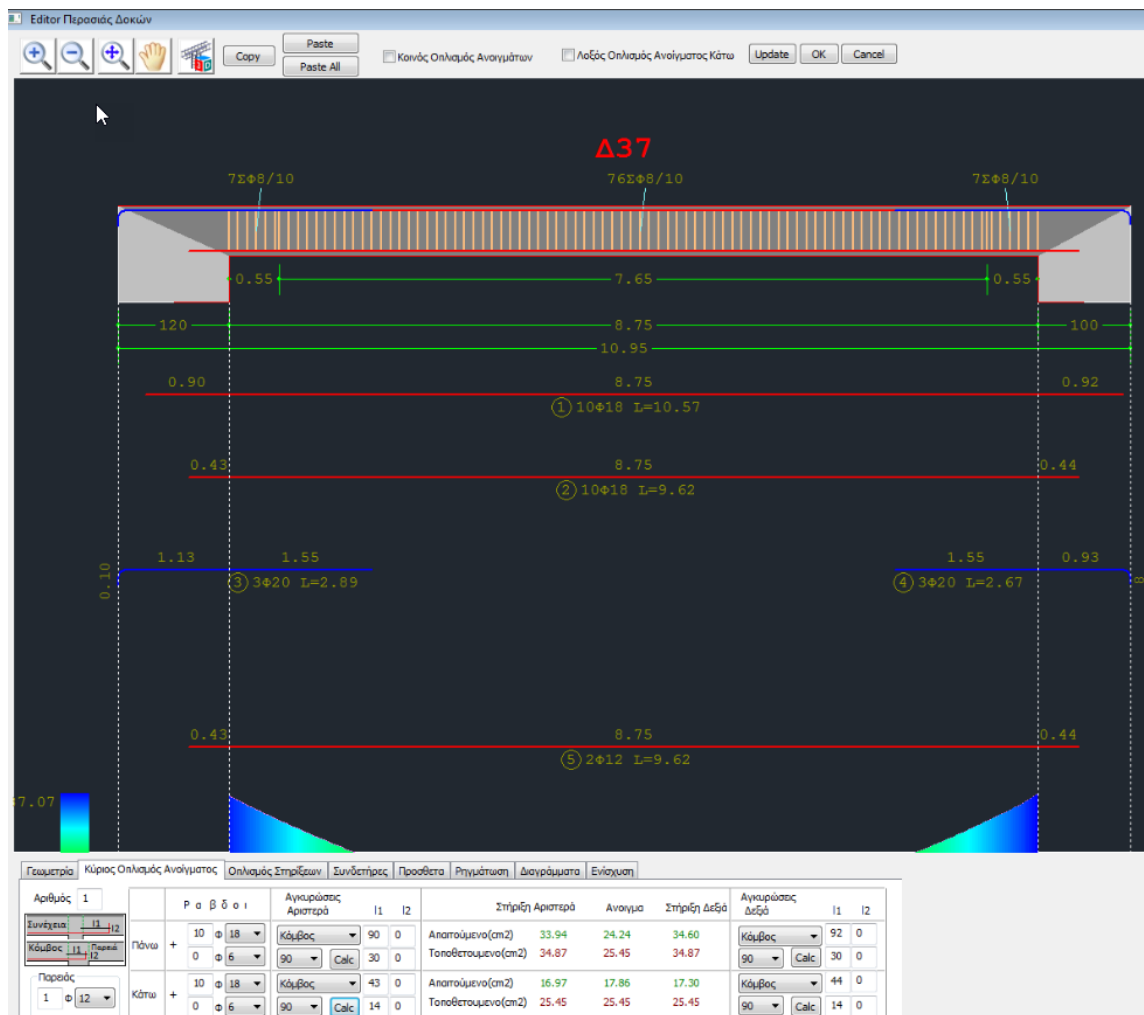 Editor Περασιάς Δοκών
Copy
Paste
Paste All
Κοινός Οπλισμός Ανοιγμάτων
Λοξός Οπλισμός Ανοίγματος Κάτω
Update
OK
Cancel
Δ37
7ΣΦ8/10 76ΣΦ8/10 7ΣΦ8/10
0.55 7.65 0.55
120 8.75 100
10.95
0.90 8.75 0.92
1 10Φ18 L=10.57
0.43 8.75 0.44
2 10Φ18 L=9.62
1.13 1.55 1.55 0.93
0.10
3 3Φ20 L=2.89 4 3Φ20 L=2.67
0.43 8.75 0.44
5 2Φ12 L=9.62
37.07
Γεωμετρία Κύριος Οπλισμός Ανοίγματος Οπλισμός Στηρίξεων Συνδετήρες Προσθετα Ρηγμάτωση Διαγράμματα Ενίσχυση
Αριθμός 1
Ρ α β δ ο ι
Αγκυρώσεις Αριστερά l1 l2
Στήριξη Αριστερά Ανοιγμα Στήριξη Δεξιά
Αγκυρώσεις Δεξιά l1 l2
Συνέχεια l1 l2
Κόμβος l1 Παρειά l2
Πάνω + 10 Φ 18 Κόμβος 90 0 Απαιτούμενο(cm2) 33.94 24.24 34.60 Κόμβος 92 0
0 Φ 6 90 Calc 30 0 Τοποθετουμενο(cm2) 34.87 25.45 34.87 90 Calc 30 0
Παρειάς
1 Φ 12
Κάτω + 10 Φ 18 Κόμβος 43 0 Απαιτούμενο(cm2) 16.97 17.86 17.30 Κόμβος 44 0
0 Φ 6 90 Calc 14 0 Τοποθετουμενο(cm2) 25.45 25.45 25.45 90 Calc 14 0